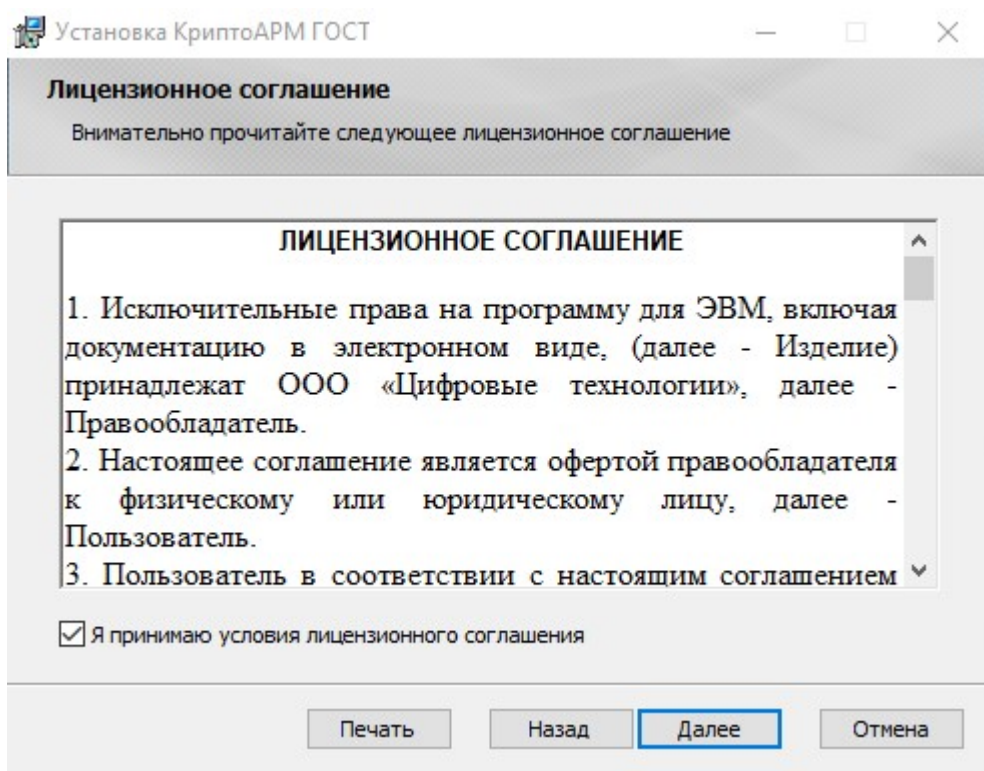 Установка КриптоАРМ ГОСТ
Лицензионное соглашение
Внимательно прочитайте следующее лицензионное соглашение
ЛИЦЕНЗИОННОЕ СОГЛАШЕНИЕ
1. Исключительные права на программу для ЭВМ, включая
документацию в электронном виде, (далее - Изделие)
принадлежат ООО «Цифровые технологии», далее -
Правообладатель.
2. Настоящее соглашение является офертой правообладателя
к физическому или юридическому лицу, далее -
Пользователь.
3. Пользователь в соответствии с настоящим соглашением
Я принимаю условия лицензионного соглашения
Печать Назад Далее Отмена